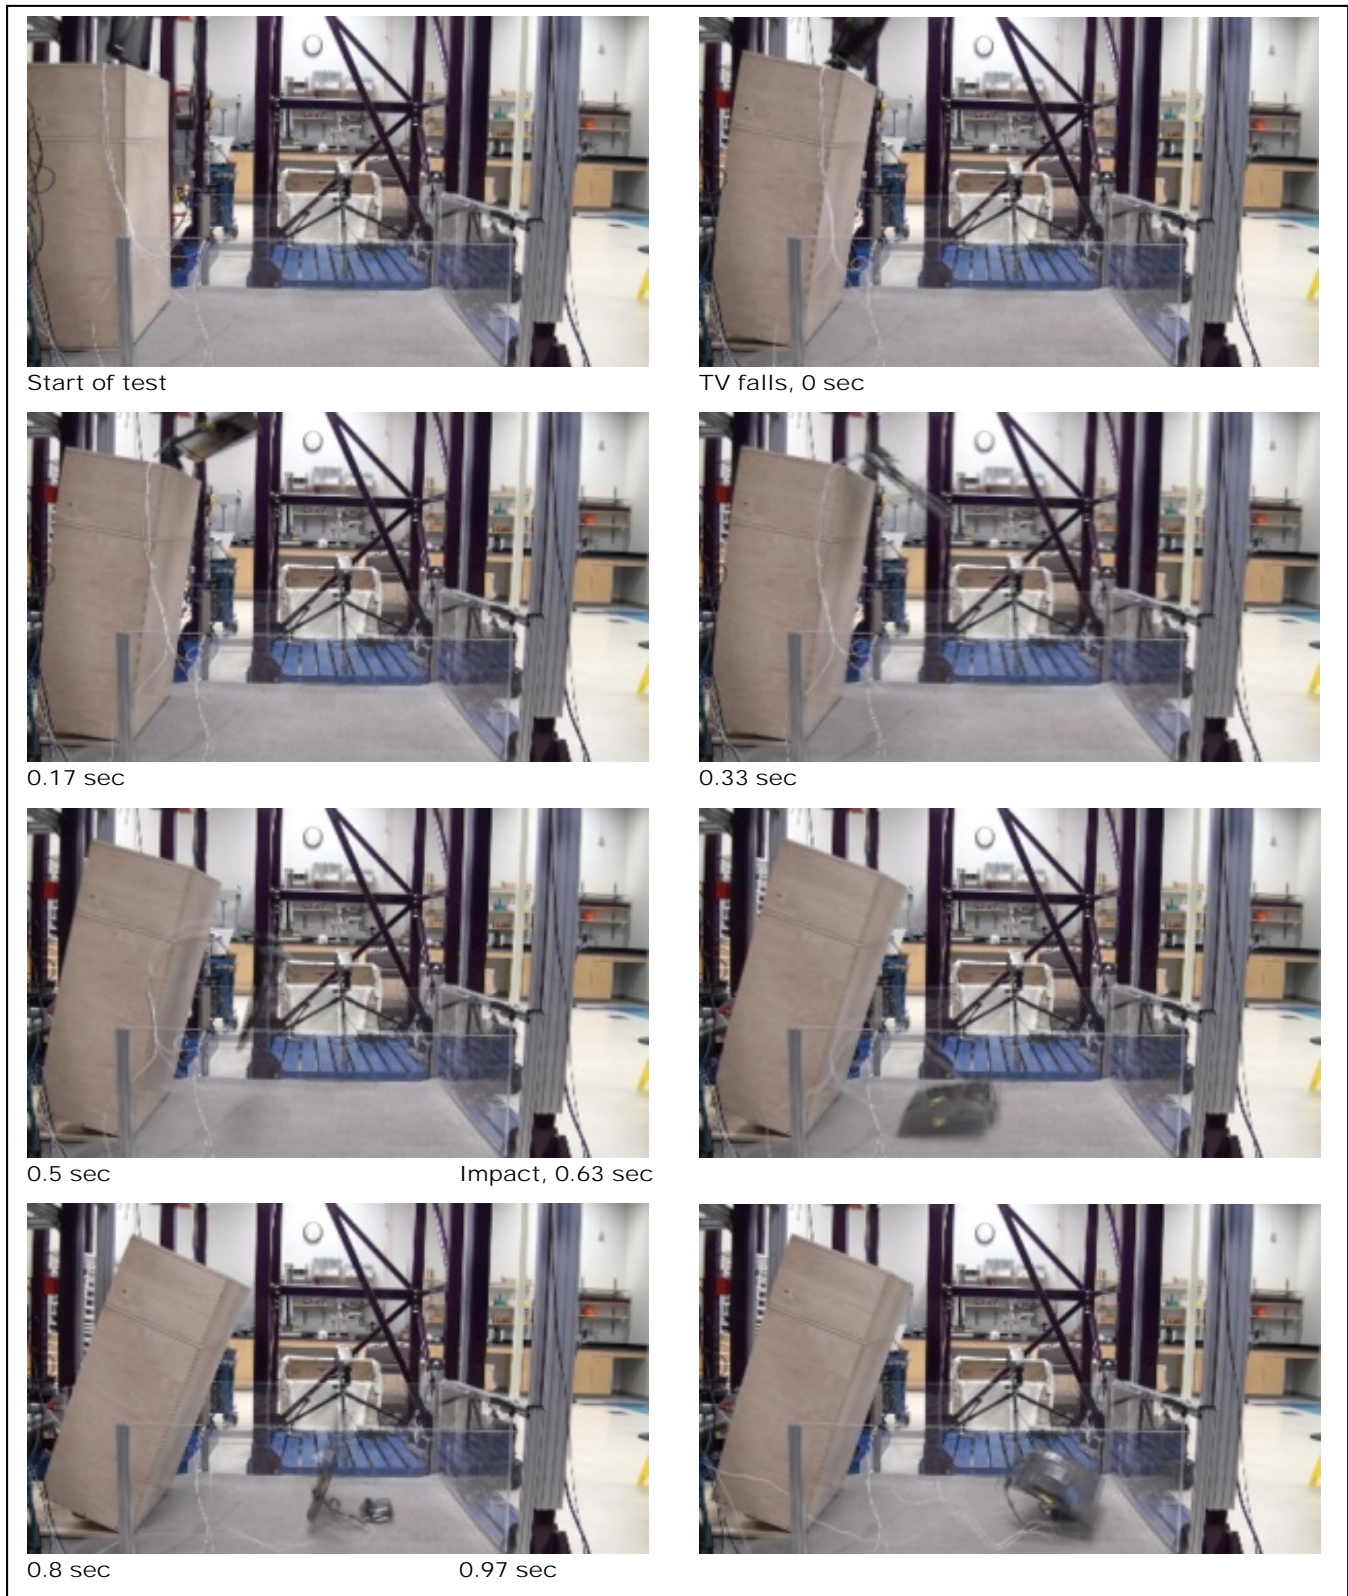 Start of test
TV falls, 0 sec
0.17 sec
0.33 sec
0.5 sec
Impact, 0.63 sec
0.8 sec
0.97 sec